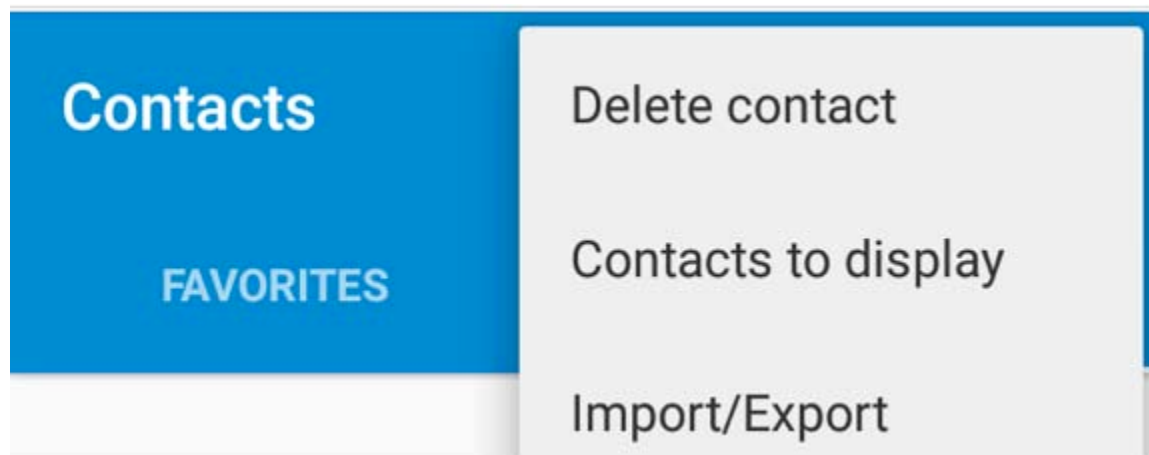 Contacts
FAVORITES
Delete contact
Contacts to display
Import/Export